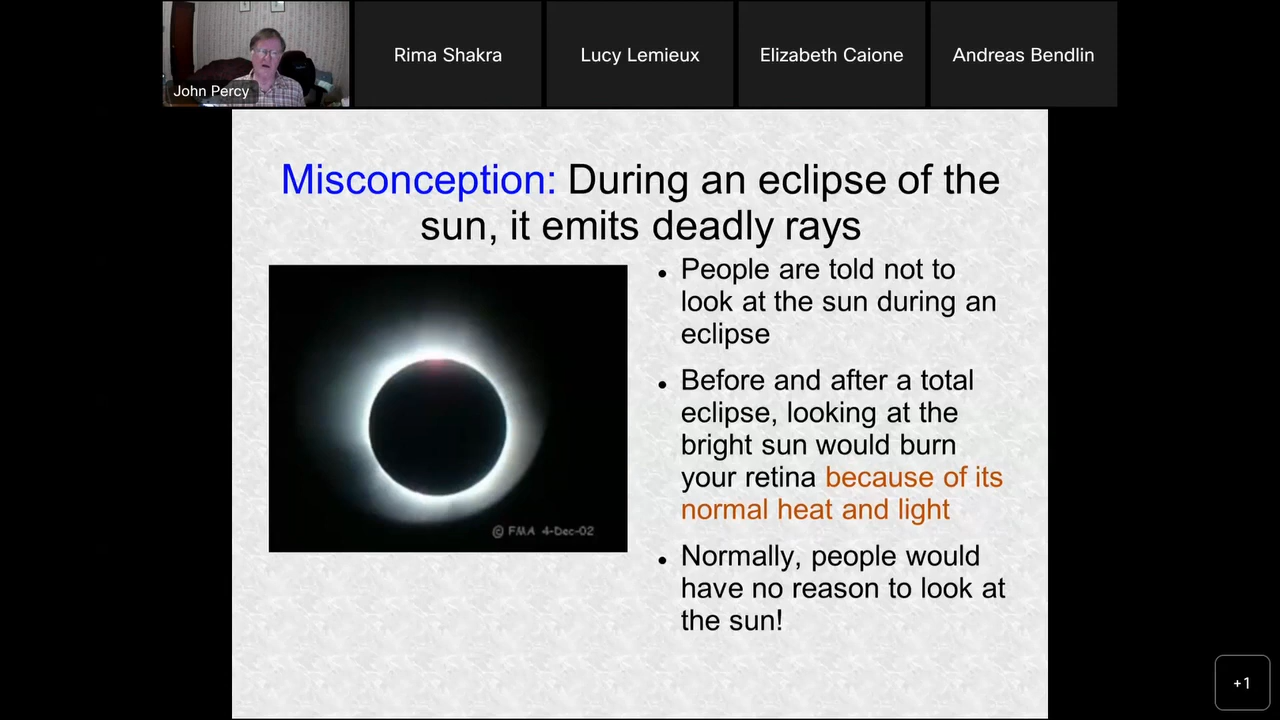 John Percy
Rima Shakra
Lucy Lemieux
Elizabeth Caione
Andreas Bendlin
Misconception: During an eclipse of the
sun, it emits deadly rays
© FMA 4-Dec-02
• People are told not to
look at the sun during an
eclipse
• Before and after a total
eclipse, looking at the
bright sun would burn
your retina because of its
normal heat and light
• Normally, people would
have no reason to look at
the sun!
+1